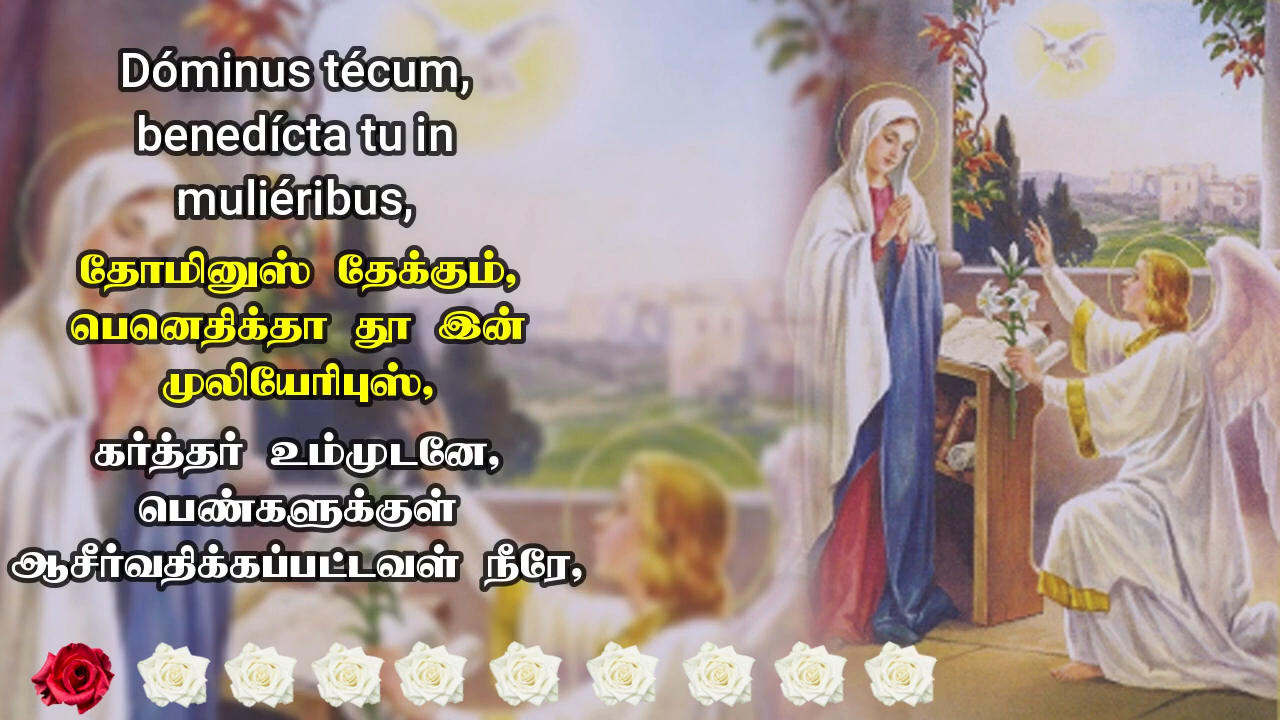 Dóminus técum,
benedícta tu in
muliéribus,
தோமினுஸ் தேக்கும்,
பெனெதிக்தா தூ இன்
முலியேரிபுஸ்,
கர்த்தர் உம்முடனே,
பெண்களுக்குள்
ஆசீர்வதிக்கப்பட்டவள் நீரே,